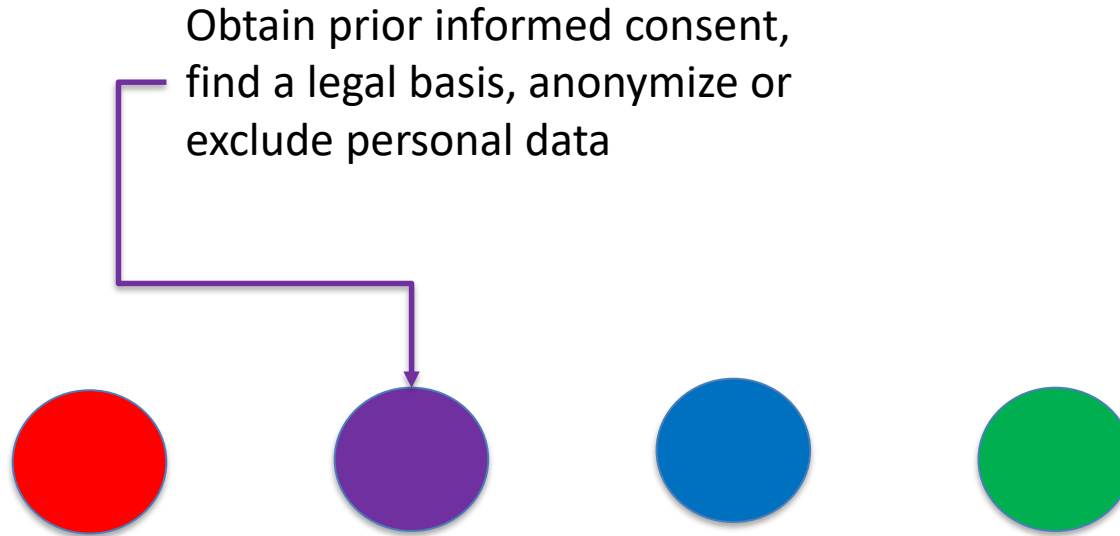 Obtain prior informed consent,
find a legal basis, anonymize or
exclude personal data